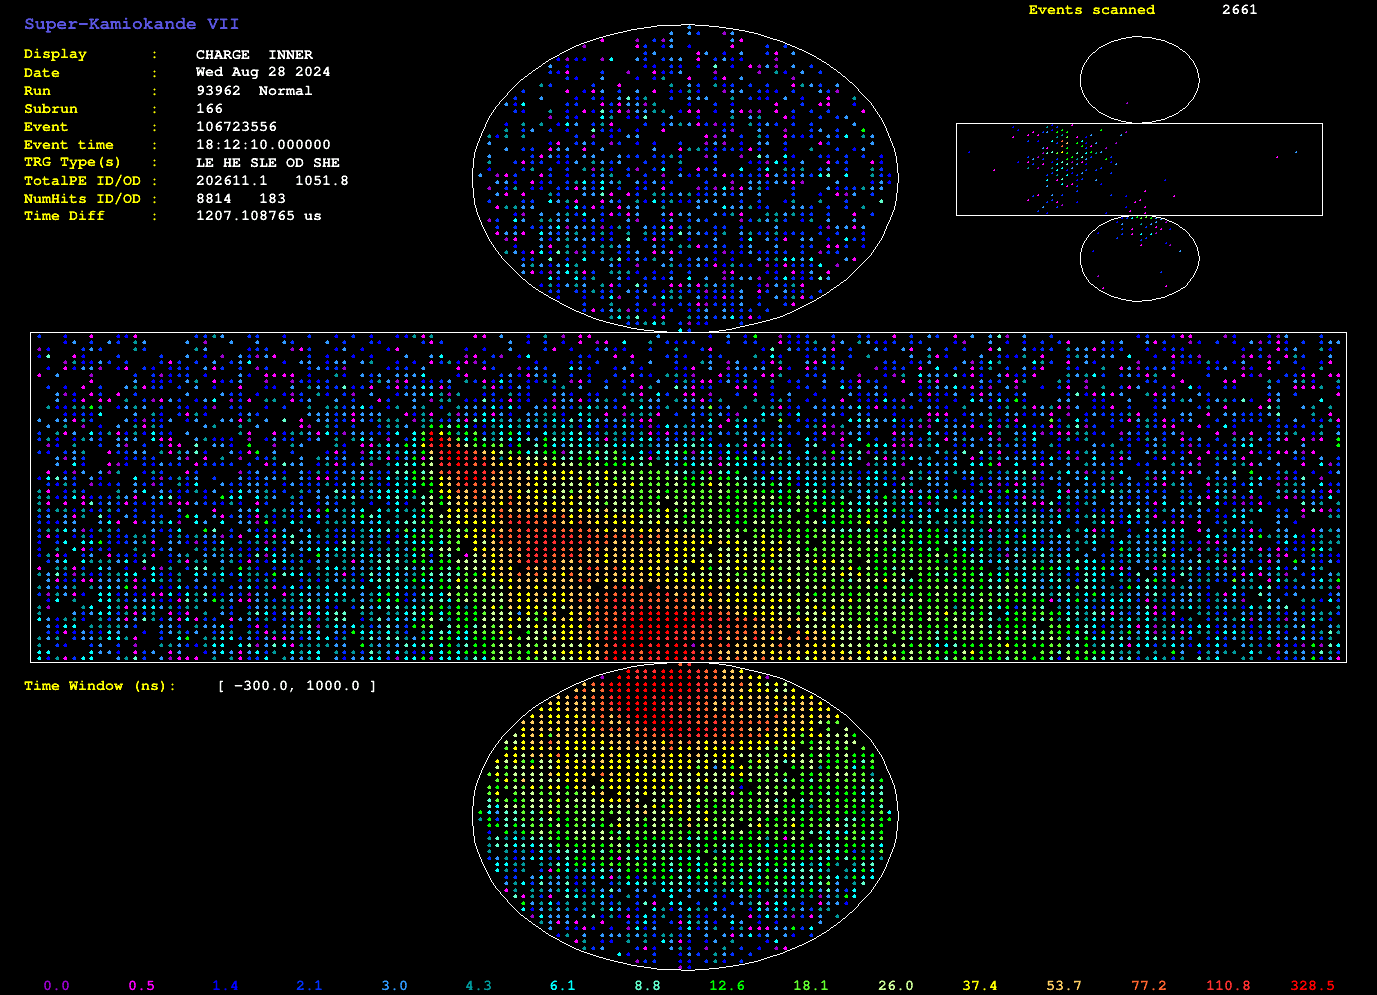 Super-Kamiokande VII
Events scanned 2661
Display : CHARGE INNER
Date : Wed Aug 28 2024
Run : 93962 Normal
Subrun : 166
Event : 106723556
Event time : 18:12:10.000000
TRG Type(s) : LE HE SLE OD SHE
TotalPE ID/OD : 202611.1 1051.8
NumHits ID/OD : 8814 183
Time Diff : 1207.108765 us
Time Window (ns): [ -300.0, 1000.0 ]
0.0 0.5 1.4 2.1 3.0 4.3 6.1 8.8 12.6 18.1 26.0 37.4 53.7 77.2 110.8 328.5